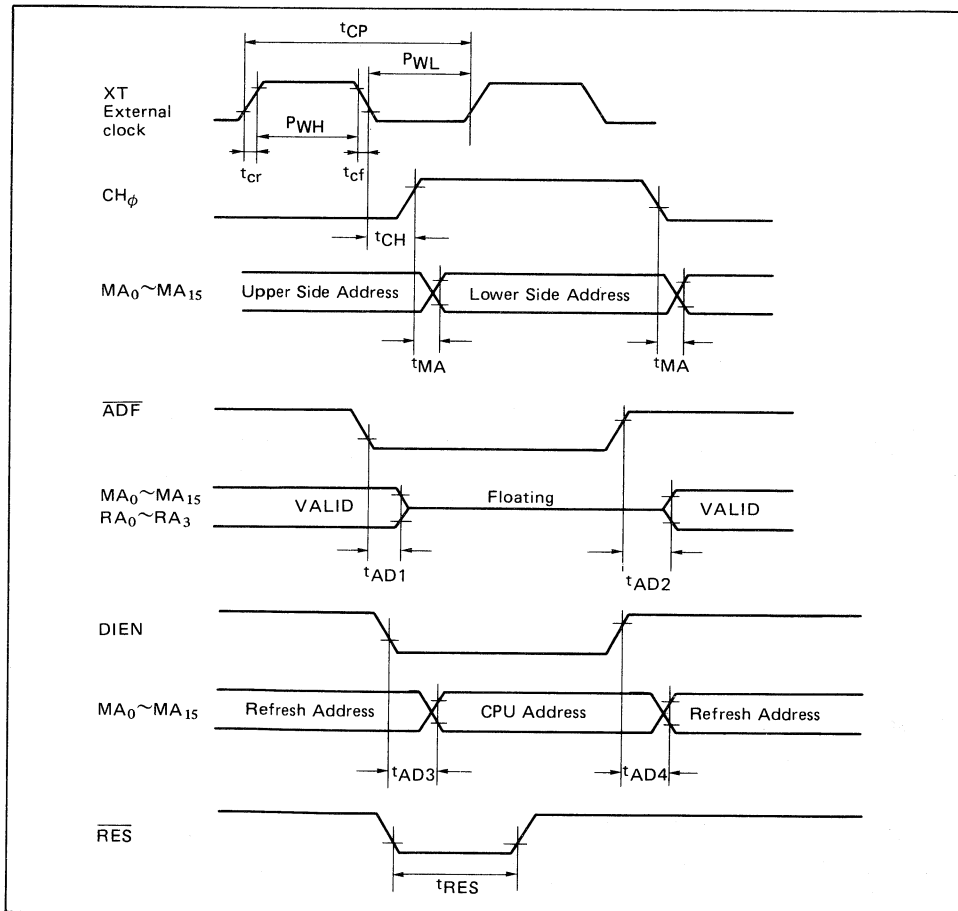 tCP
PWL
XT
External
clock
PWH
tcr
tcf
CHϕ
tCH
MA0~MA15
Upper Side Address
Lower Side Address
tMA
tMA
ADF
MA0~MA15
RA0~RA3
VALID
Floating
VALID
tAD1
tAD2
DIEN
MA0~MA15
Refresh Address
CPU Address
Refresh Address
tAD3
tAD4
RES
tRES